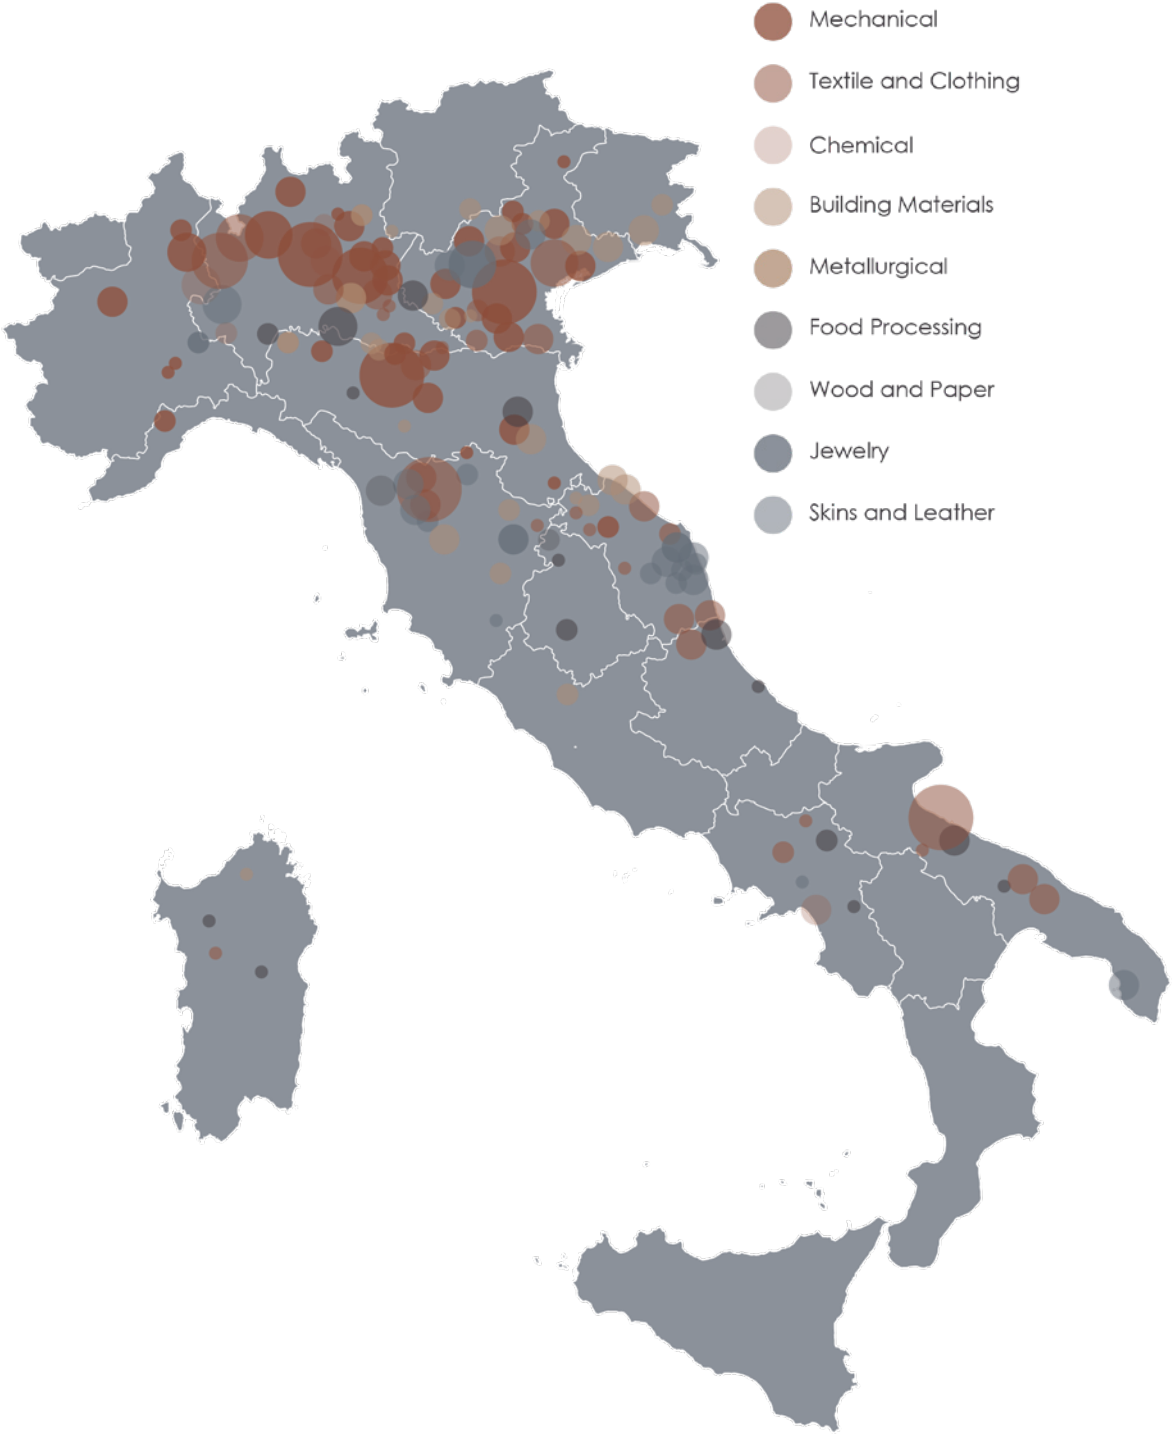 Mechanical
Textile and Clothing
Chemical
Building Materials
Metallurgical
Food Processing
Wood and Paper
Jewelry
Skins and Leather